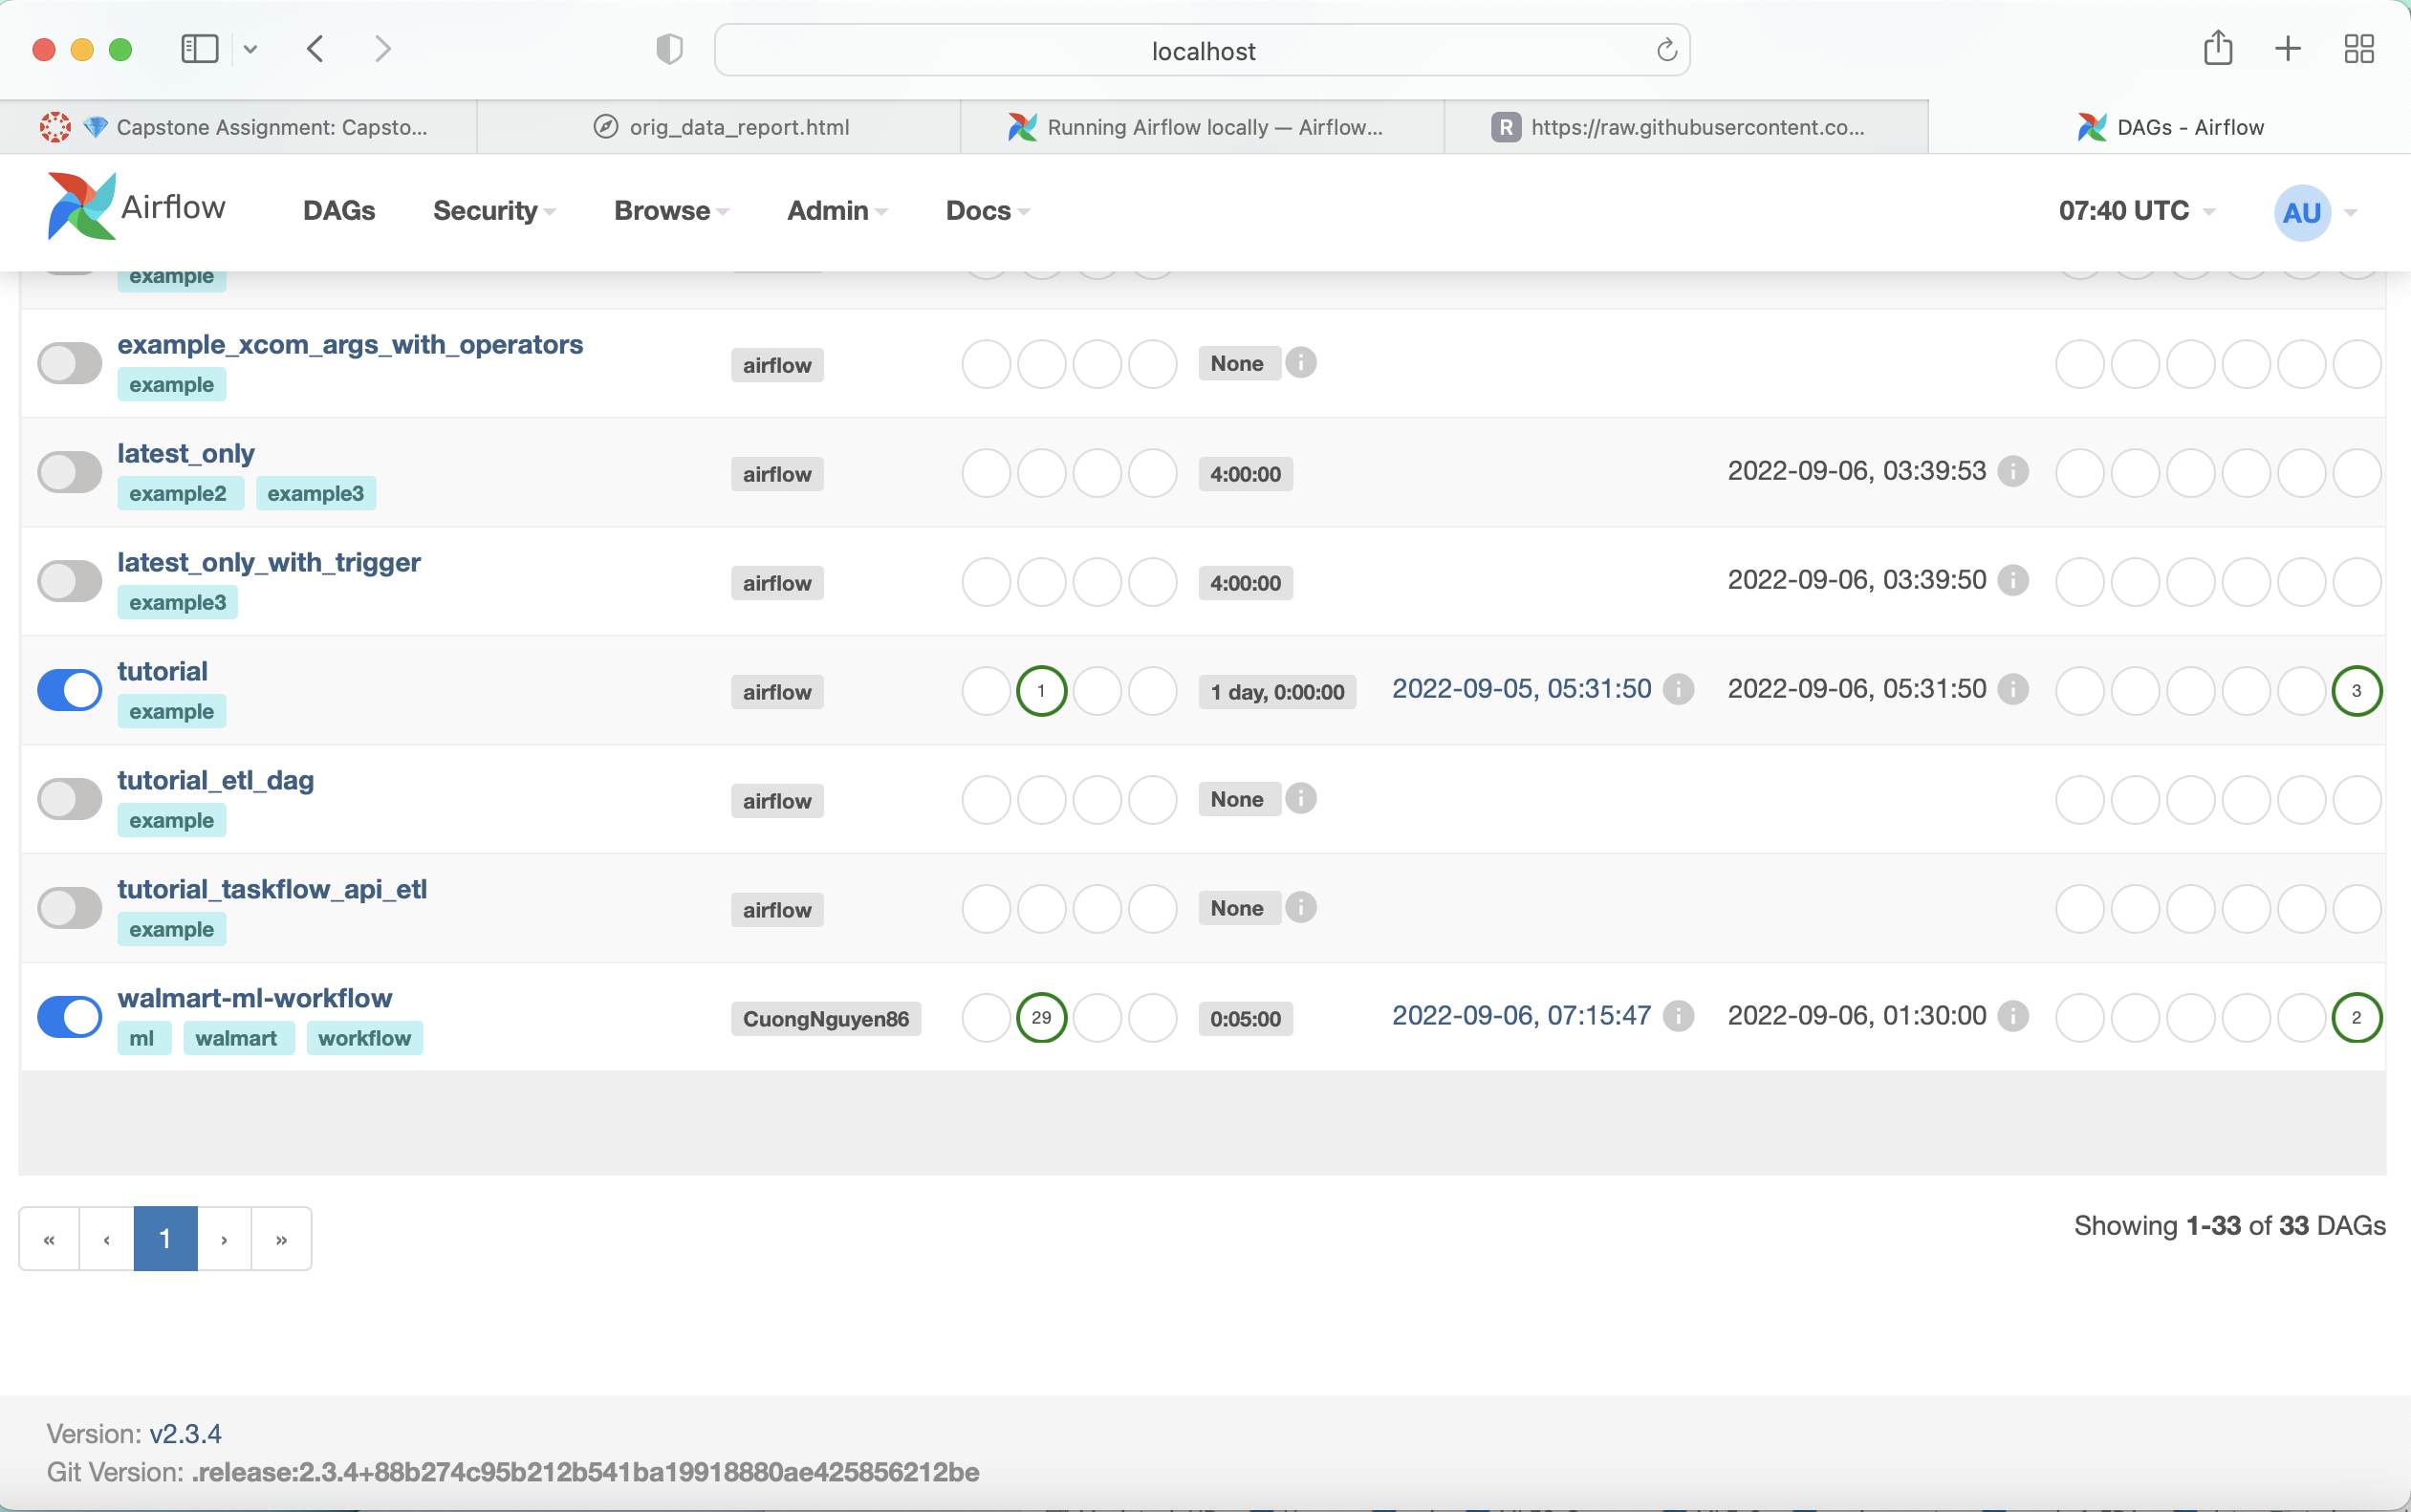 localhost
Capstone Assignment: Capsto...
orig_data_report.html
Running Airflow locally — Airflow...
R
https://raw.githubusercontent.co...
DAGs - Airflow
Airflow
DAGs
Security
Browse
Admin
Docs
07:40 UTC
AU
example
example_xcom_args_with_operators
example
airflow
None
latest_only
example2 example3
airflow
4:00:00
2022-09-06, 03:39:53
latest_only_with_trigger
example3
airflow
4:00:00
2022-09-06, 03:39:50
tutorial
example
airflow
1
1 day, 0:00:00
2022-09-05, 05:31:50
2022-09-06, 05:31:50
3
tutorial_etl_dag
example
airflow
None
tutorial_taskflow_api_etl
example
airflow
None
walmart-ml-workflow
ml walmart workflow
CuongNguyen86
29
0:05:00
2022-09-06, 07:15:47
2022-09-06, 01:30:00
2
« ‹ 1 › »
Showing 1-33 of 33 DAGs
Version: v2.3.4
Git Version: .release:2.3.4+88b274c95b212b541ba19918880ae425856212be